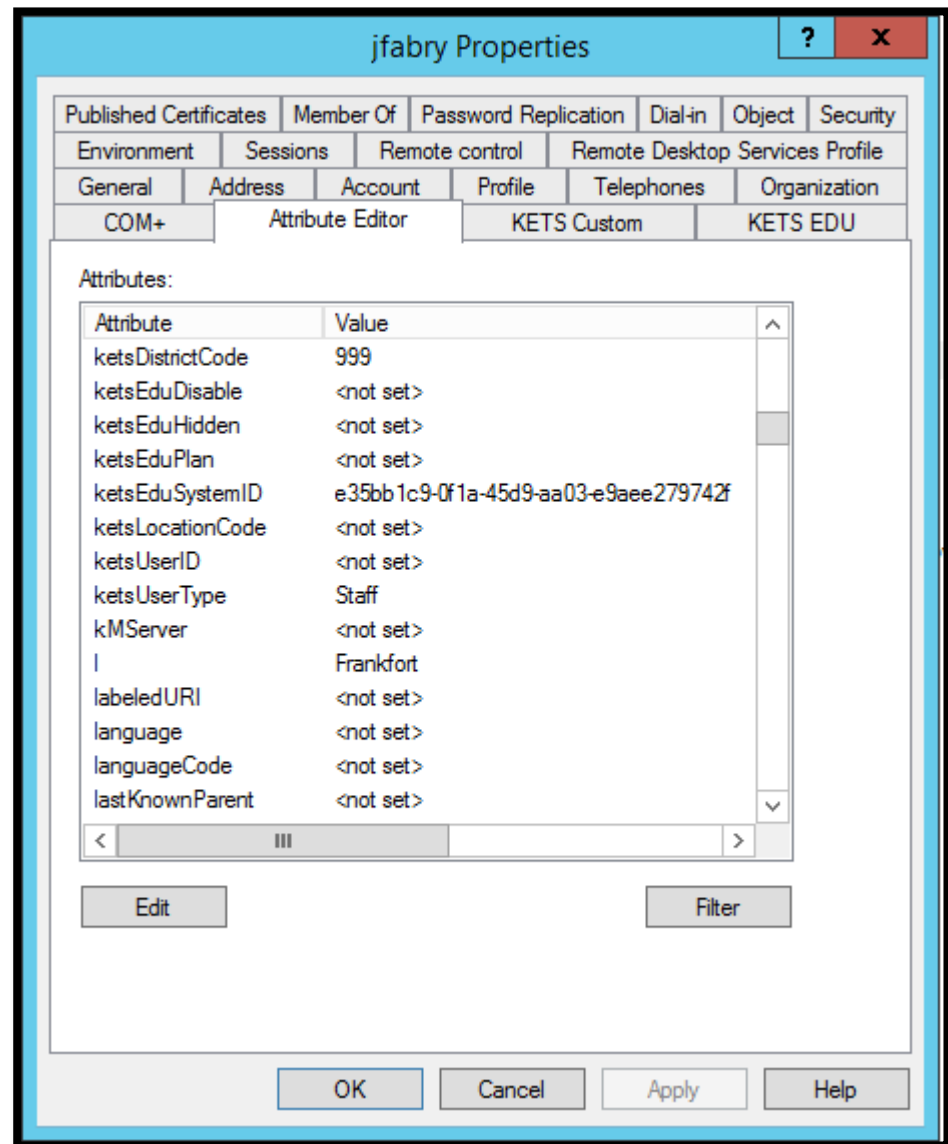 jfabry Properties ? x
Published Certificates Member Of Password Replication Dial-in Object Security
Environment Sessions Remote control Remote Desktop Services Profile
General Address Account Profile Telephones Organization
COM+ Attribute Editor KETS Custom KETS EDU
Attributes:
Attribute Value
ketsDistrictCode 999
ketsEduDisable <not set>
ketsEduHidden <not set>
ketsEduPlan <not set>
ketsEduSystemID e35bb1c9-0f1a-45d9-aa03-e9aee279742f
ketsLocationCode <not set>
ketsUserID <not set>
ketsUserType Staff
kMServer <not set>
l Frankfort
labeledURI <not set>
language <not set>
languageCode <not set>
lastKnownParent <not set>
Edit Filter
OK Cancel Apply Help